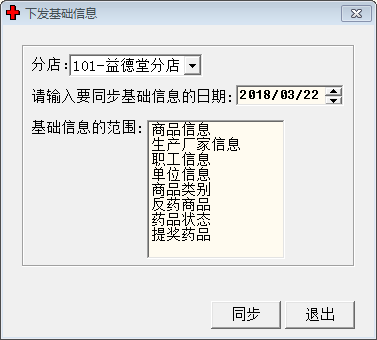 下发基础信息
分店:101-益德堂分店
请输入要同步基础信息的日期:2018/03/22
基础信息的范围:
商品信息
生产厂家信息
职工信息
单位信息
商品类别
反药商品
药品状态
提奖药品
同步 退出